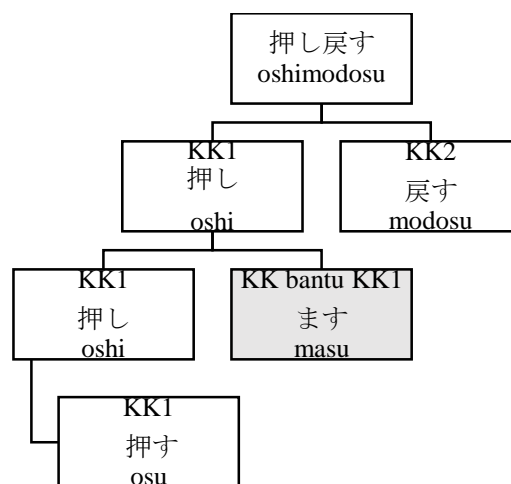 押し戻す
oshimodosu
KK1
押し
oshi
KK2
戻す
modosu
KK1
押し
oshi
KK bantu KK1
ます
masu
KK1
押す
osu